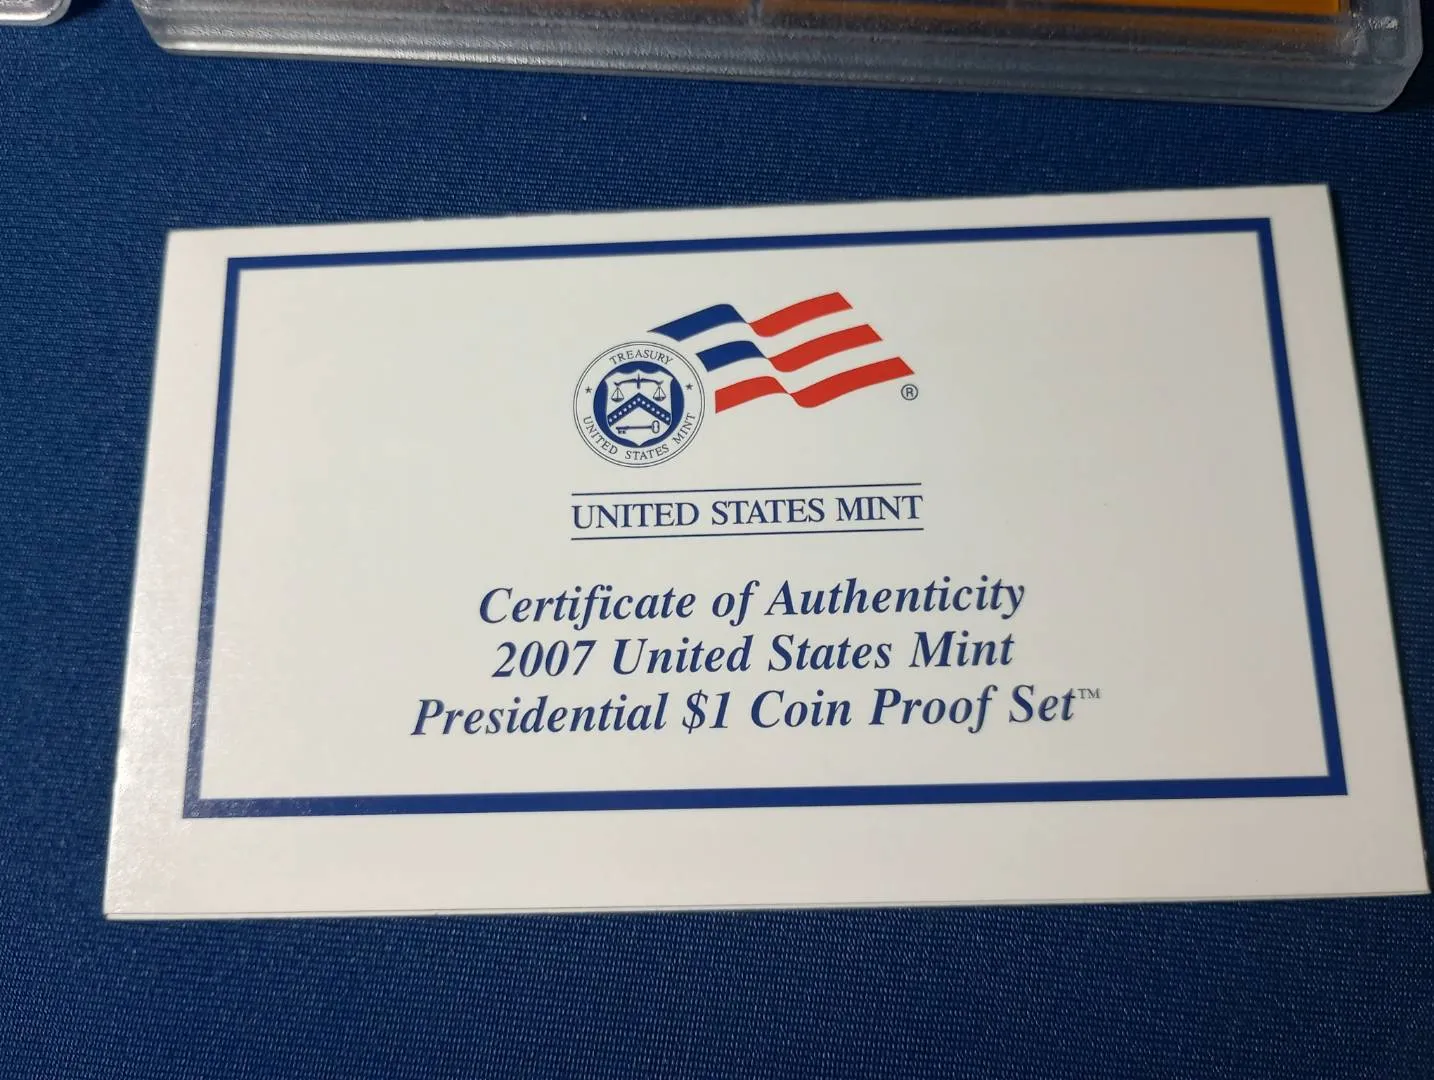 TREASURY
UNITED STATES MINT
®
UNITED STATES MINT
Certificate of Authenticity
2007 United States Mint
Presidential $1 Coin Proof Set™